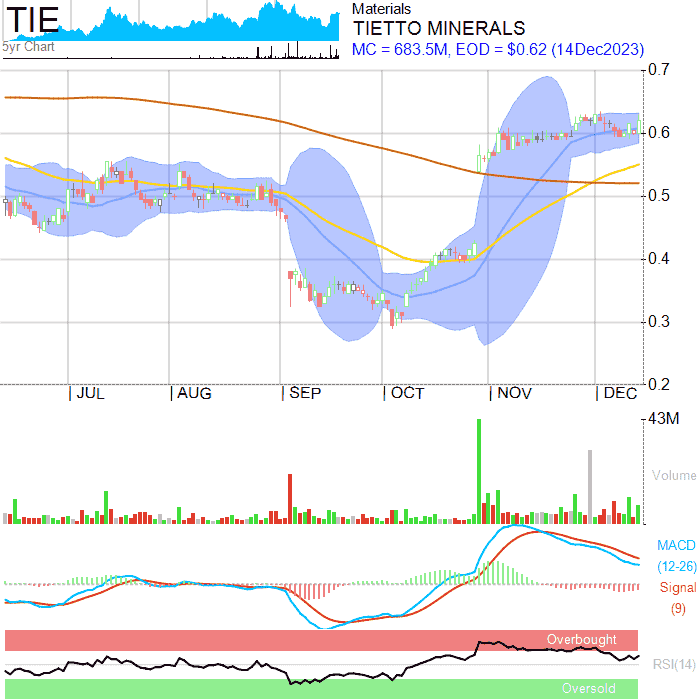 TIE
5yr Chart
Materials
TIETTO MINERALS
MC = 683.5M, EOD = $0.62 (14Dec2023)
0.7
0.6
0.5
0.4
0.3
0.2
JUL AUG SEP OCT NOV DEC
43M
Volume
MACD
(12-26)
Signal
(9)
Overbought
RSI(14)
Oversold